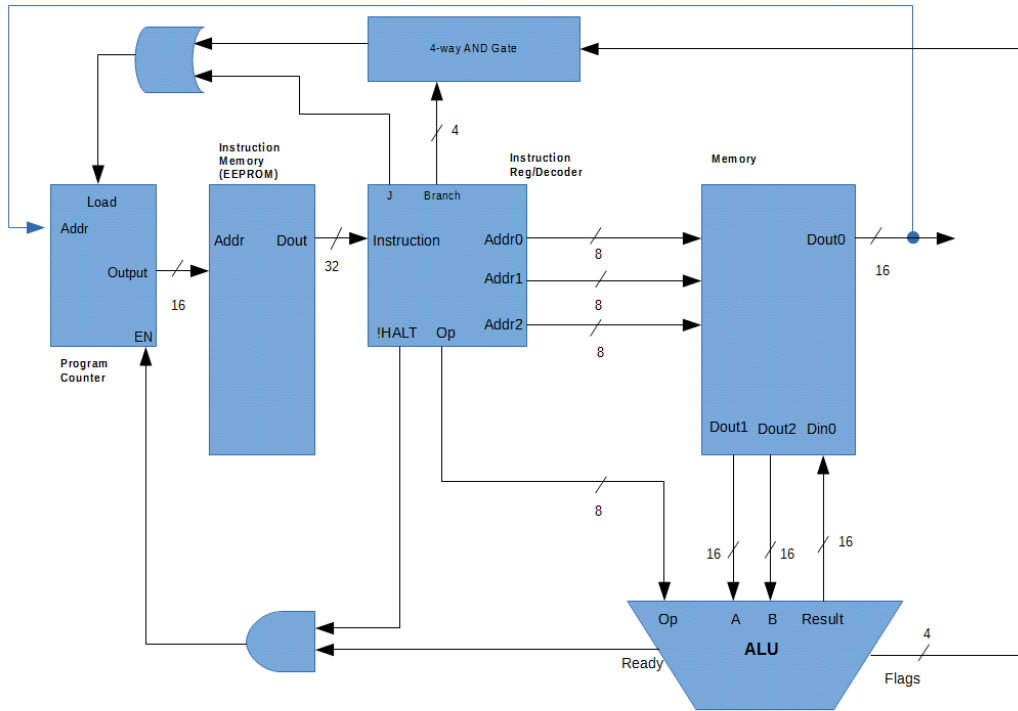 4-way AND Gate
4
Instruction
Memory
(EEPROM)
Instruction
Reg/Decoder
Memory
Load
Addr
Output
EN
16
Program
Counter
Addr
Dout
32
J
Branch
Instruction
Addr0
Addr1
Addr2
!HALT
Op
8
8
8
Dout0
16
Dout1
Dout2
Din0
8
16
16
16
Op
A
B
Result
ALU
Ready
4
Flags